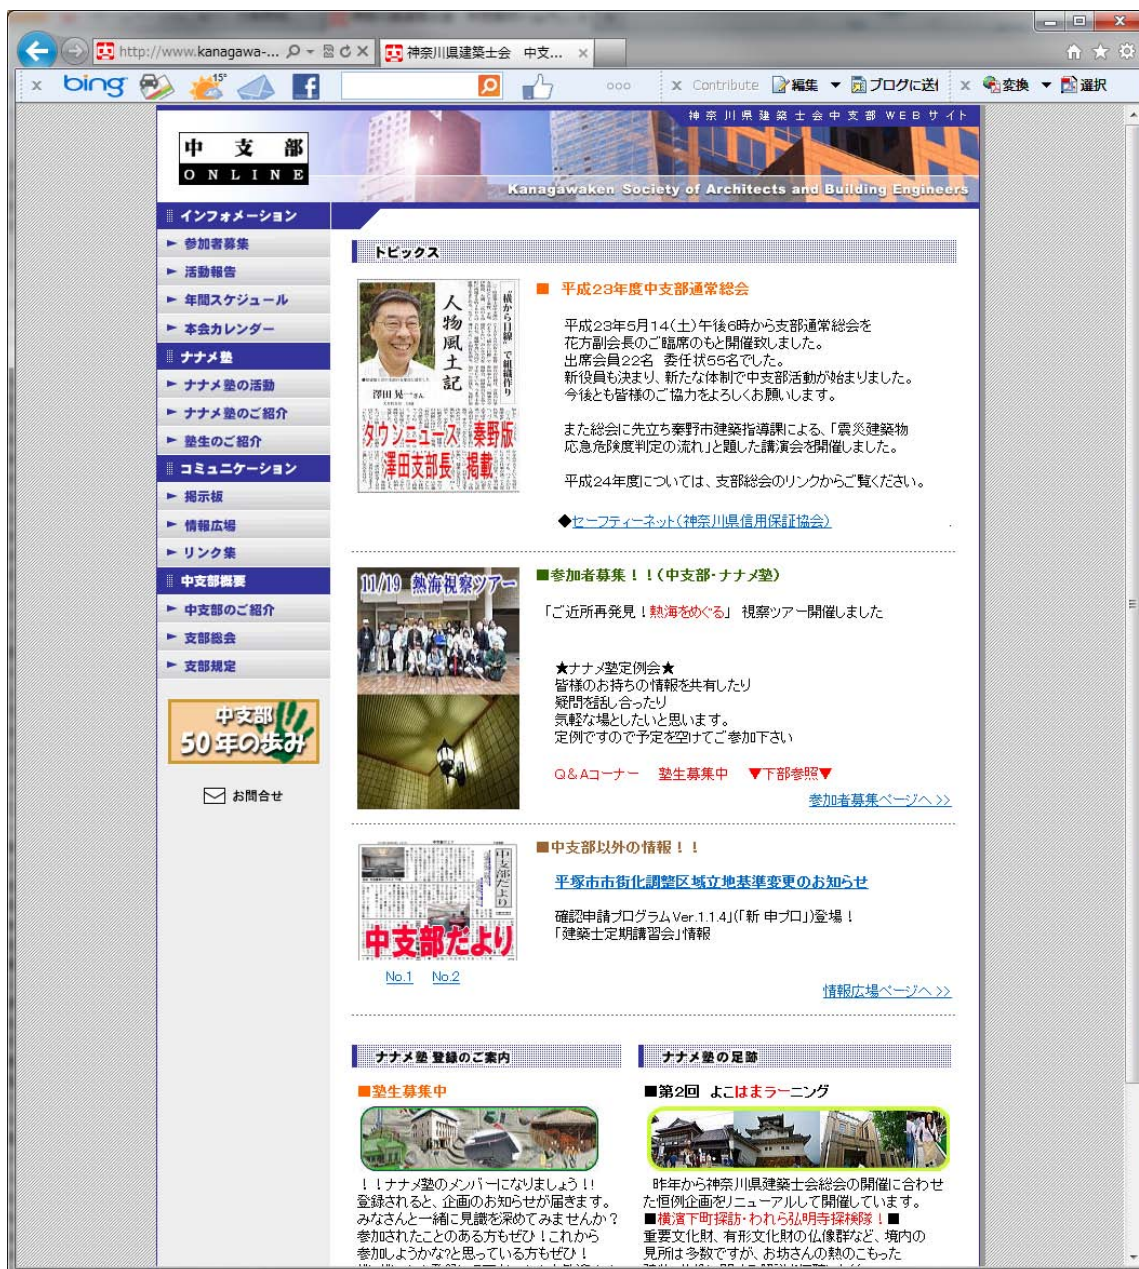 http://www.kanagawa-...
神奈川県建築士会 中支...
bing
15°
Contribute
編集
ブログに送
変換
選択
神奈川県建築士会中支部WEBサイト
中支部
ONLINE
Kanagawaken Society of Architects and Building Engineers
インフォメーション
参加者募集
活動報告
年間スケジュール
本会カレンダー
ナナメ塾
ナナメ塾の活動
ナナメ塾のご紹介
塾生のご紹介
コミュニケーション
掲示板
情報広場
リンク集
中支部概要
中支部のご紹介
支部総会
支部規定
中支部
50年の歩み
お問合せ
トピックス
"横から目線"で組織作り
人物風土記
澤田 晃一さん
タウンニュース 秦野版
澤田支部長 掲載
■ 平成23年度中支部通常総会
平成23年5月14(土)午後6時から支部通常総会を
花方副会長のご臨席のもと開催致しました。
出席会員22名 委任状55名でした。
新役員も決まり、新たな体制で中支部活動が始まりました。
今後とも皆様のご協力をよろしくお願いします。
また総会に先立ち秦野市建築指導課による、「震災建築物
応急危険度判定の流れ」と題した講演会を開催しました。
平成24年度については、支部総会のリンクからご覧ください。
◆セーフティーネット(神奈川県信用保証協会)
11/19 熱海視察ツアー
■参加者募集!!(中支部・ナナメ塾)
「ご近所再発見!熱海をめぐる」 視察ツアー開催しました
★ナナメ塾定例会★
皆様のお持ちの情報を共有したり
疑問を話し合ったり
気軽な場としたいと思います。
定例ですので予定を空けてご参加下さい
Q&Aコーナー 塾生募集中 ▼下部参照▼
参加者募集ページへ>>
中支部だより
中支部だより
No.1 No.2
■中支部以外の情報!!
平塚市市街化調整区域立地基準変更のお知らせ
確認申請プログラムVer.1.1.4」(「新 申プロ」)登場!
「建築士定期講習会」情報
情報広場ページへ>>
ナナメ塾 登録のご案内
■塾生募集中
!!ナナメ塾のメンバーになりましょう!!
登録されると、企画のお知らせが届きます。
みなさんと一緒に見識を深めてみませんか?
参加されたことのある方もぜひ!これから
参加しようかな?と思っている方もぜひ!
ナナメ塾の足跡
■第2回 よこはまラーニング
昨年から神奈川県建築士会総会の開催に合わせ
た恒例企画をリニューアルして開催しています。
■横濱下町探訪・われら弘明寺探検隊!■
重要文化財、有形文化財の仏像群など、境内の
見所は多数ですが、お坊さんの熱のこもった